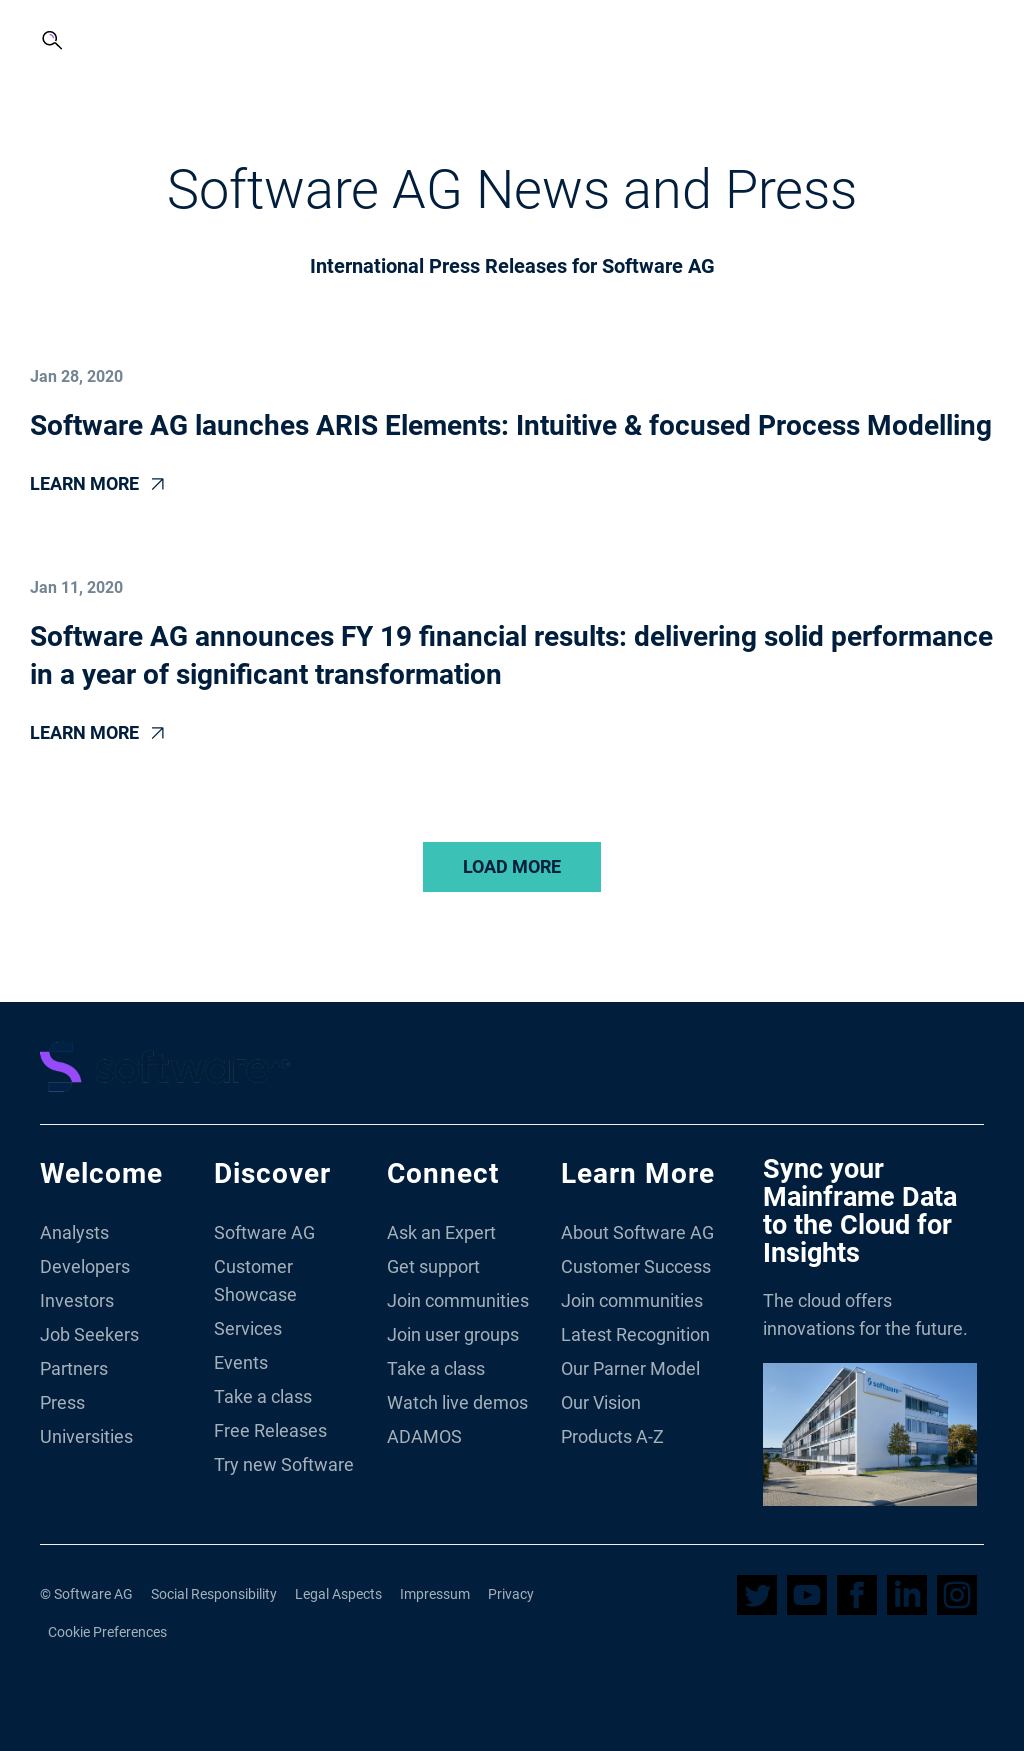 Software AG News and Press
International Press Releases for Software AG
Jan 28, 2020
Software AG launches ARIS Elements: Intuitive & focused Process Modelling
LEARN MORE
Jan 11, 2020
Software AG announces FY 19 financial results: delivering solid performance
in a year of significant transformation
LEARN MORE
LOAD MORE
software AG
Welcome
Analysts
Developers
Investors
Job Seekers
Partners
Press
Universities
Discover
Software AG
Customer
Showcase
Services
Events
Take a class
Free Releases
Try new Software
Connect
Ask an Expert
Get support
Join communities
Join user groups
Take a class
Watch live demos
ADAMOS
Learn More
About Software AG
Customer Success
Join communities
Latest Recognition
Our Parner Model
Our Vision
Products A-Z
Sync your
Mainframe Data
to the Cloud for
Insights
The cloud offers
innovations for the future.
software
© Software AG Social Responsibility Legal Aspects Impressum Privacy
Cookie Preferences